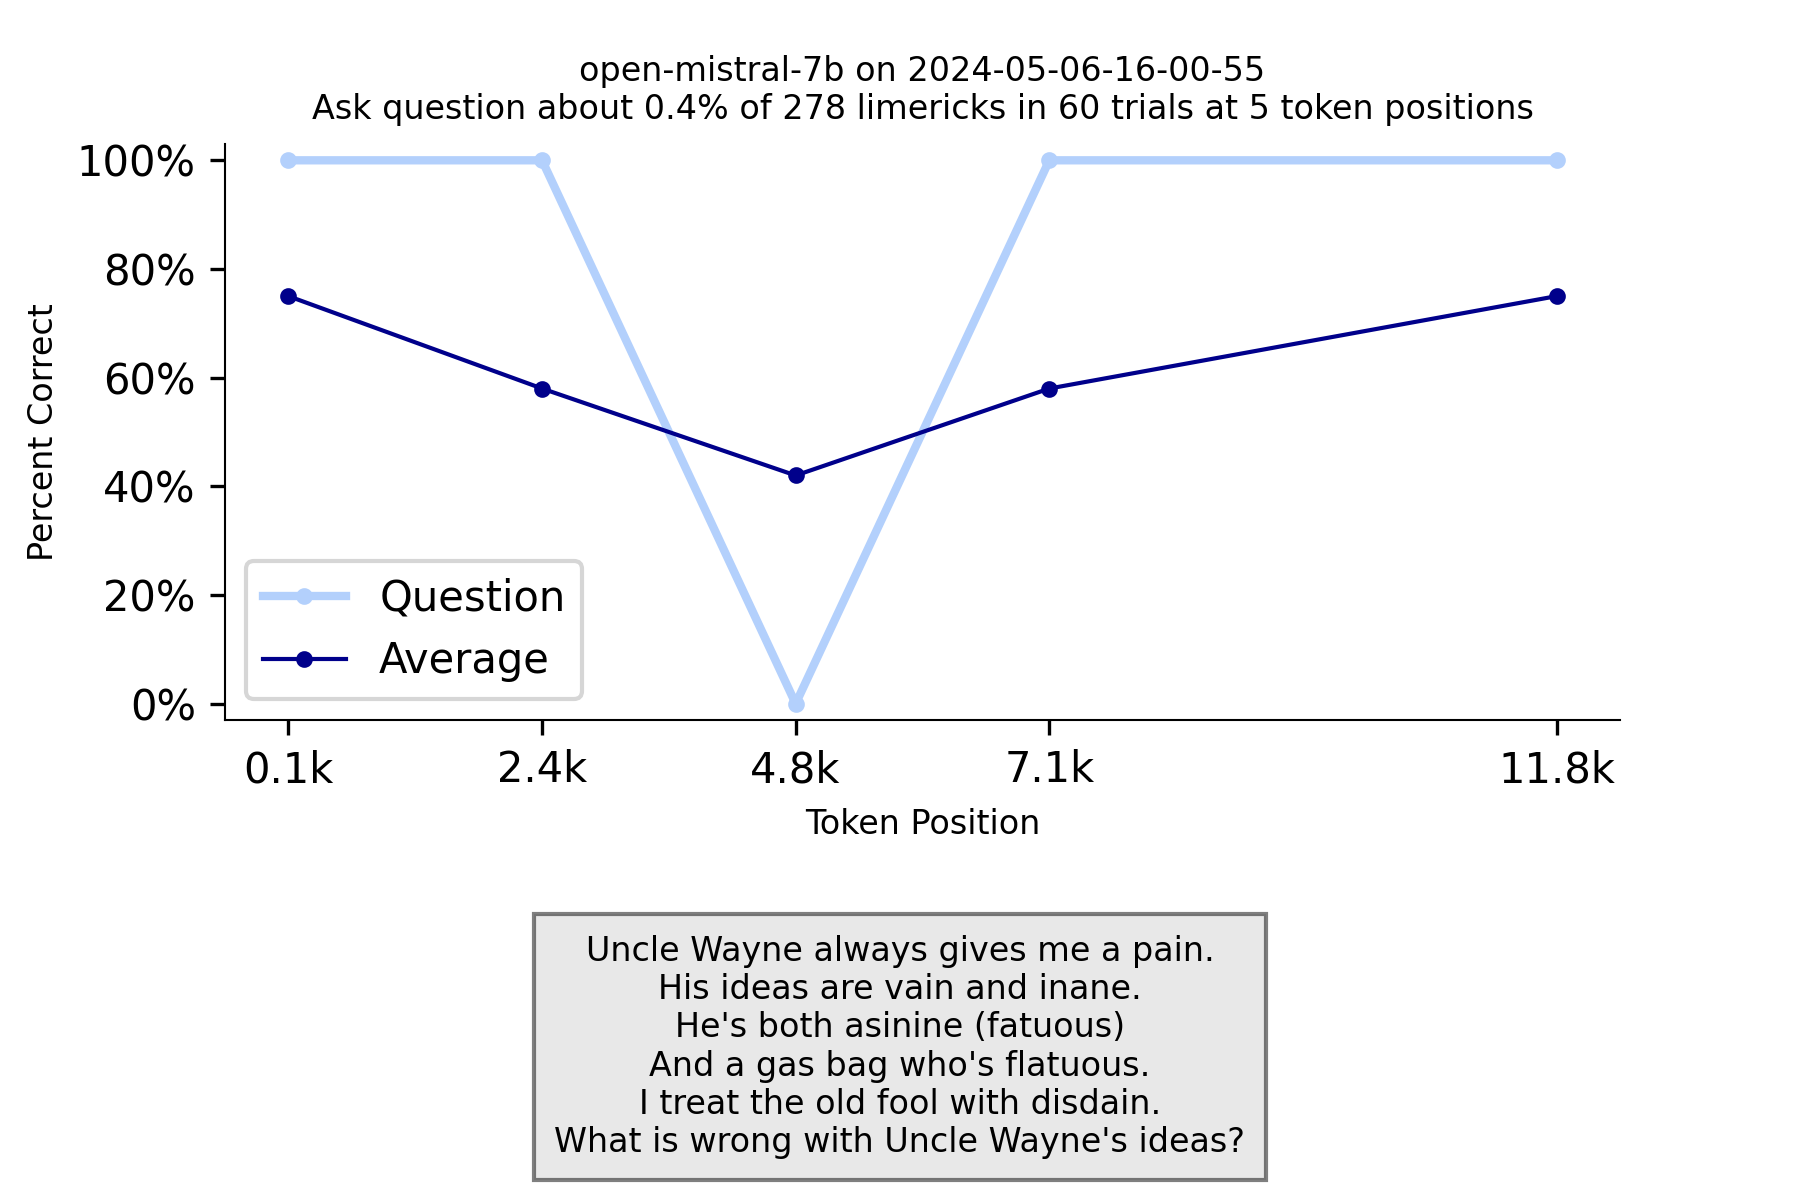 open-mistral-7b on 2024-05-06-16-00-55
Ask question about 0.4% of 278 limericks in 60 trials at 5 token positions
100%
80%
60%
40%
20%
0%
Percent Correct
Question
Average
0.1k 2.4k 4.8k 7.1k 11.8k
Token Position
Uncle Wayne always gives me a pain.
His ideas are vain and inane.
He's both asinine (fatuous)
And a gas bag who's flatuous.
I treat the old fool with disdain.
What is wrong with Uncle Wayne's ideas?